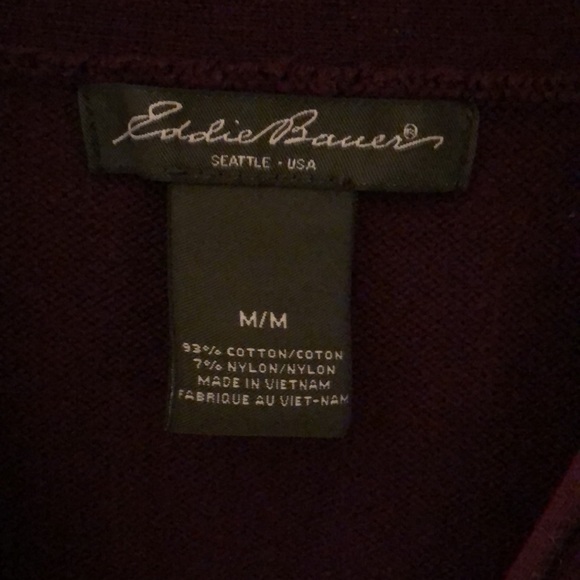 Eddie Bauer®
SEATTLE · USA
M/M
93% COTTON/COTON
7% NYLON/NYLON
MADE IN VIETNAM
FABRIQUE AU VIET-NAM